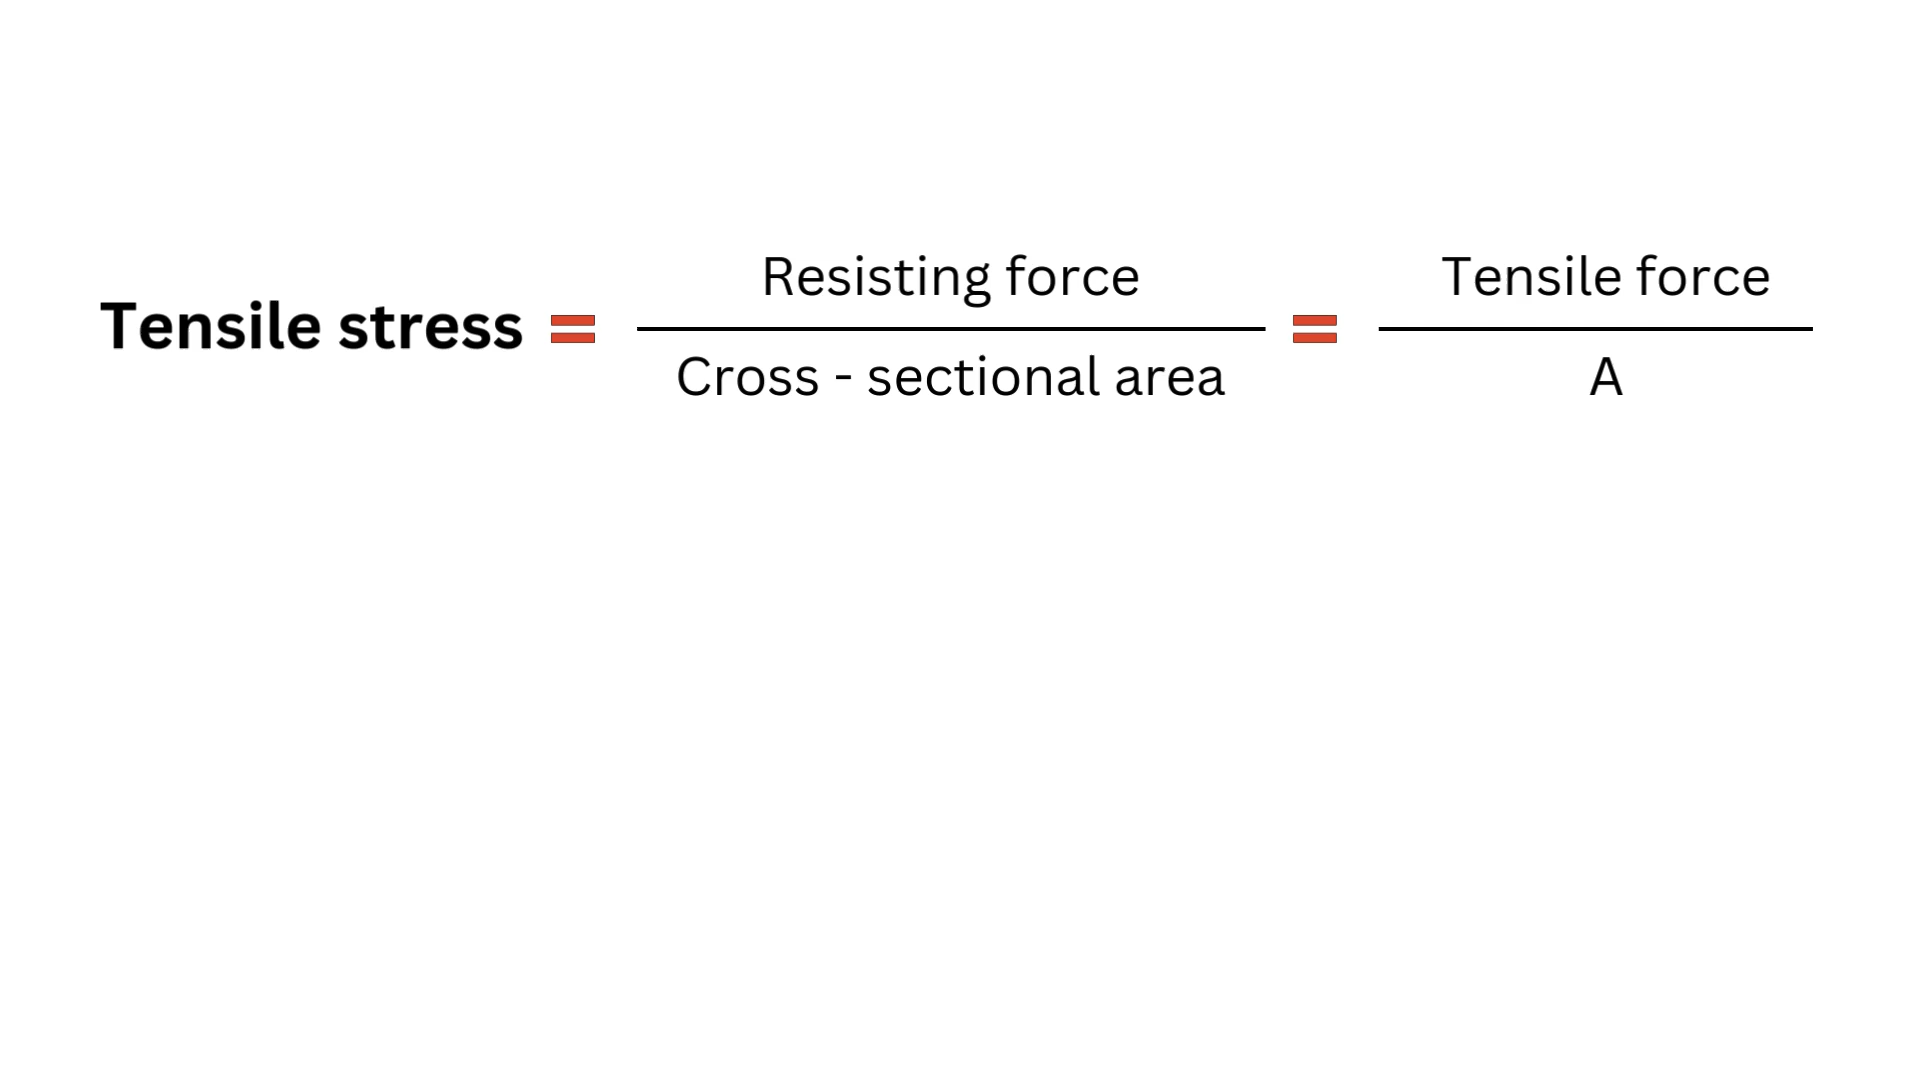 Tensile stress = Resisting force / Cross - sectional area = Tensile force / A